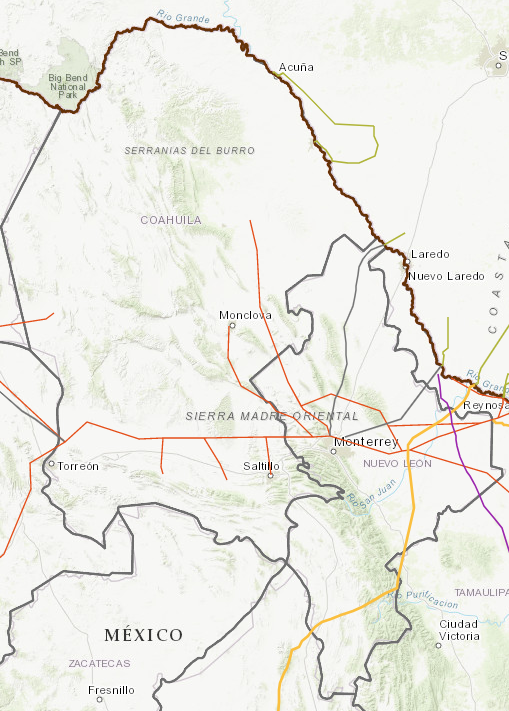 Rio Grande
Acuña
S
Bend
h SP
Big Bend
National
Park
SERRANIAS DEL BURRO
COAHUILA
Laredo
Nuevo Laredo
COASTA
Monclova
Rio Grand
Reynosa
SIERRA MADRE ORIENTAL
Monterrey
Torreón
Saltillo
NUEVO LEON
Rio San Juan
Rio Purificacion
TAMAULIPA
Ciudad
Victoria
MÉXICO
ZACATECAS
Fresnillo